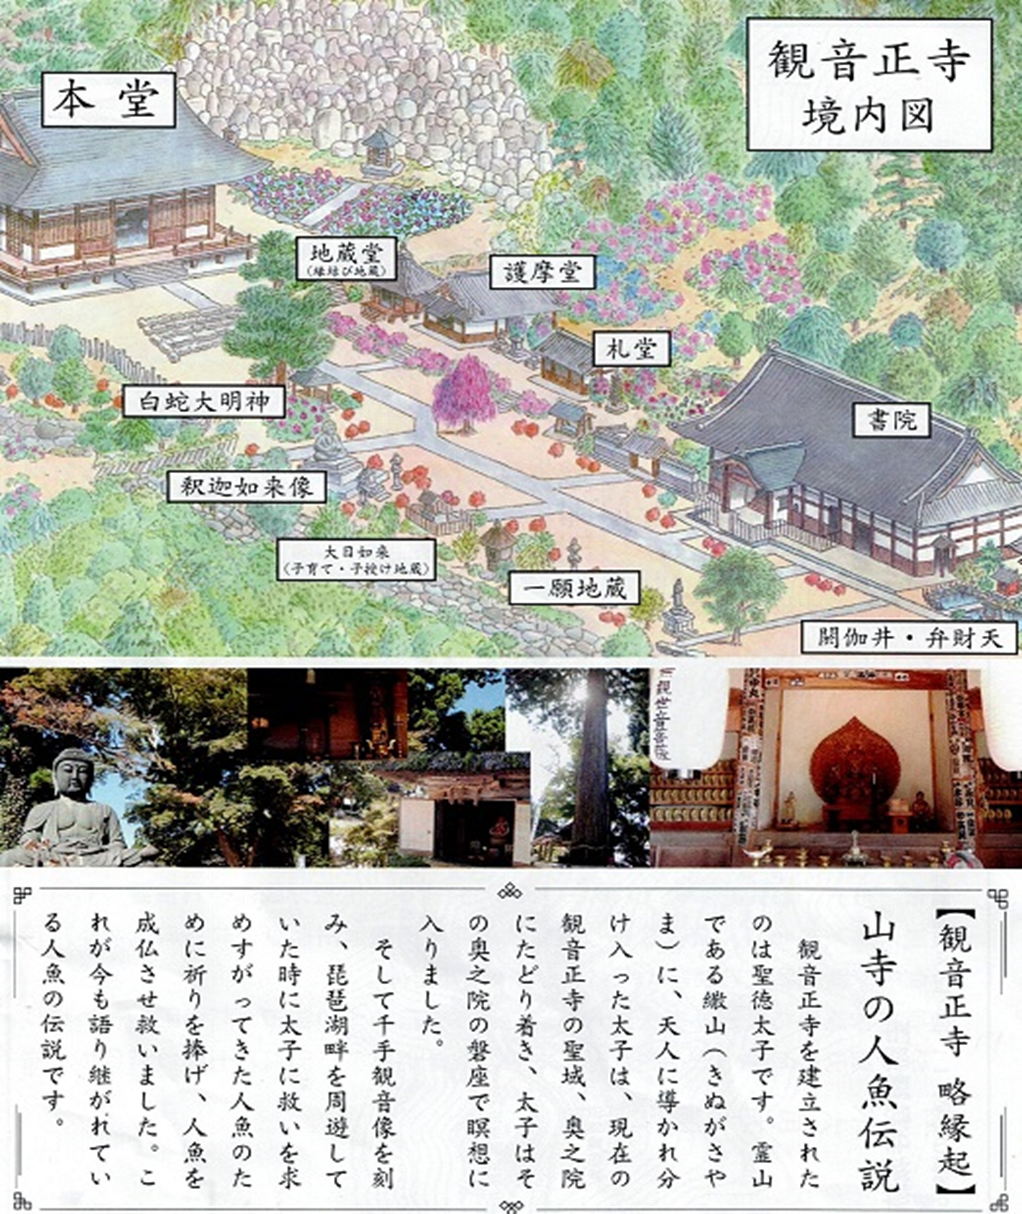 観音正寺
境内図
本堂
地蔵堂
(縁結び地蔵)
護摩堂
札堂
白蛇大明神
書院
釈迦如来像
大日如来
(子育て・子授け地蔵)
一願地蔵
閼伽井・弁財天
観世音菩薩
【観音正寺 略縁起】
山寺の人魚伝説
観音正寺を建立された
のは聖徳太子です。霊山
である繖山(きぬがさや
ま)に、天人に導かれ分
け入った太子は、現在の
観音正寺の聖域、奥之院
にたどり着き、太子はそ
の奥之院の磐座で瞑想に
入りました。
そして千手観音像を刻
み、琵琶湖畔を周遊して
いた時に太子に救いを求
めすがってきた人魚のた
めに祈りを捧げ、人魚を
成仏させ救いました。こ
れが今も語り継がれてい
る人魚の伝説です。